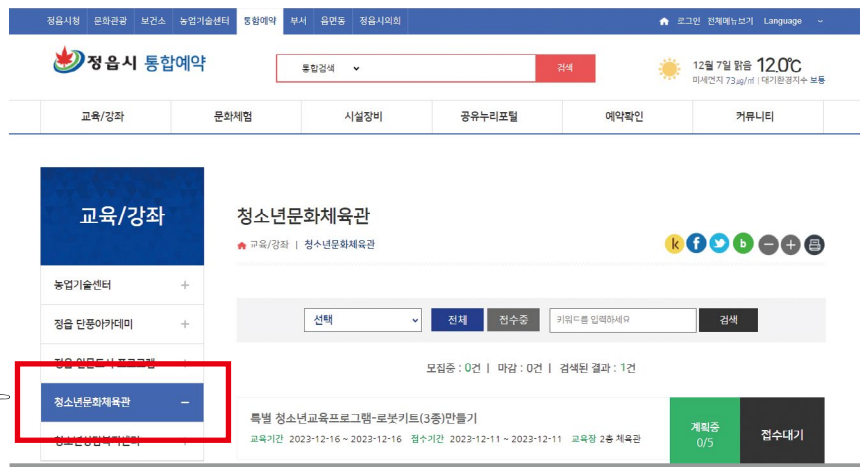 정읍시청 문화관광 보건소 농업기술센터 통합예약 부서 읍면동 정읍시의회 로그인 전체메뉴보기 Language
정읍시 통합예약 통합검색 검색 12월 7일 맑음 12.0℃
미세먼지 73㎍/㎥ | 대기환경지수 보통
교육/강좌 문화체험 시설장비 공유누리포털 예약확인 커뮤니티
교육/강좌
청소년문화체육관
교육/강좌 | 청소년문화체육관
k f b
농업기술센터 +
정읍 단풍아카데미 +
청소년문화체육관 −
선택 전체 접수중 키워드를 입력하세요 검색
모집중 : 0건 | 마감 : 0건 | 검색된 결과 : 1건
특별 청소년교육프로그램-로봇키트(3종)만들기
교육기간 2023-12-16 ~ 2023-12-16 접수기간 2023-12-11 ~ 2023-12-11 교육장 2층 체육관
계획중
0/5
접수대기